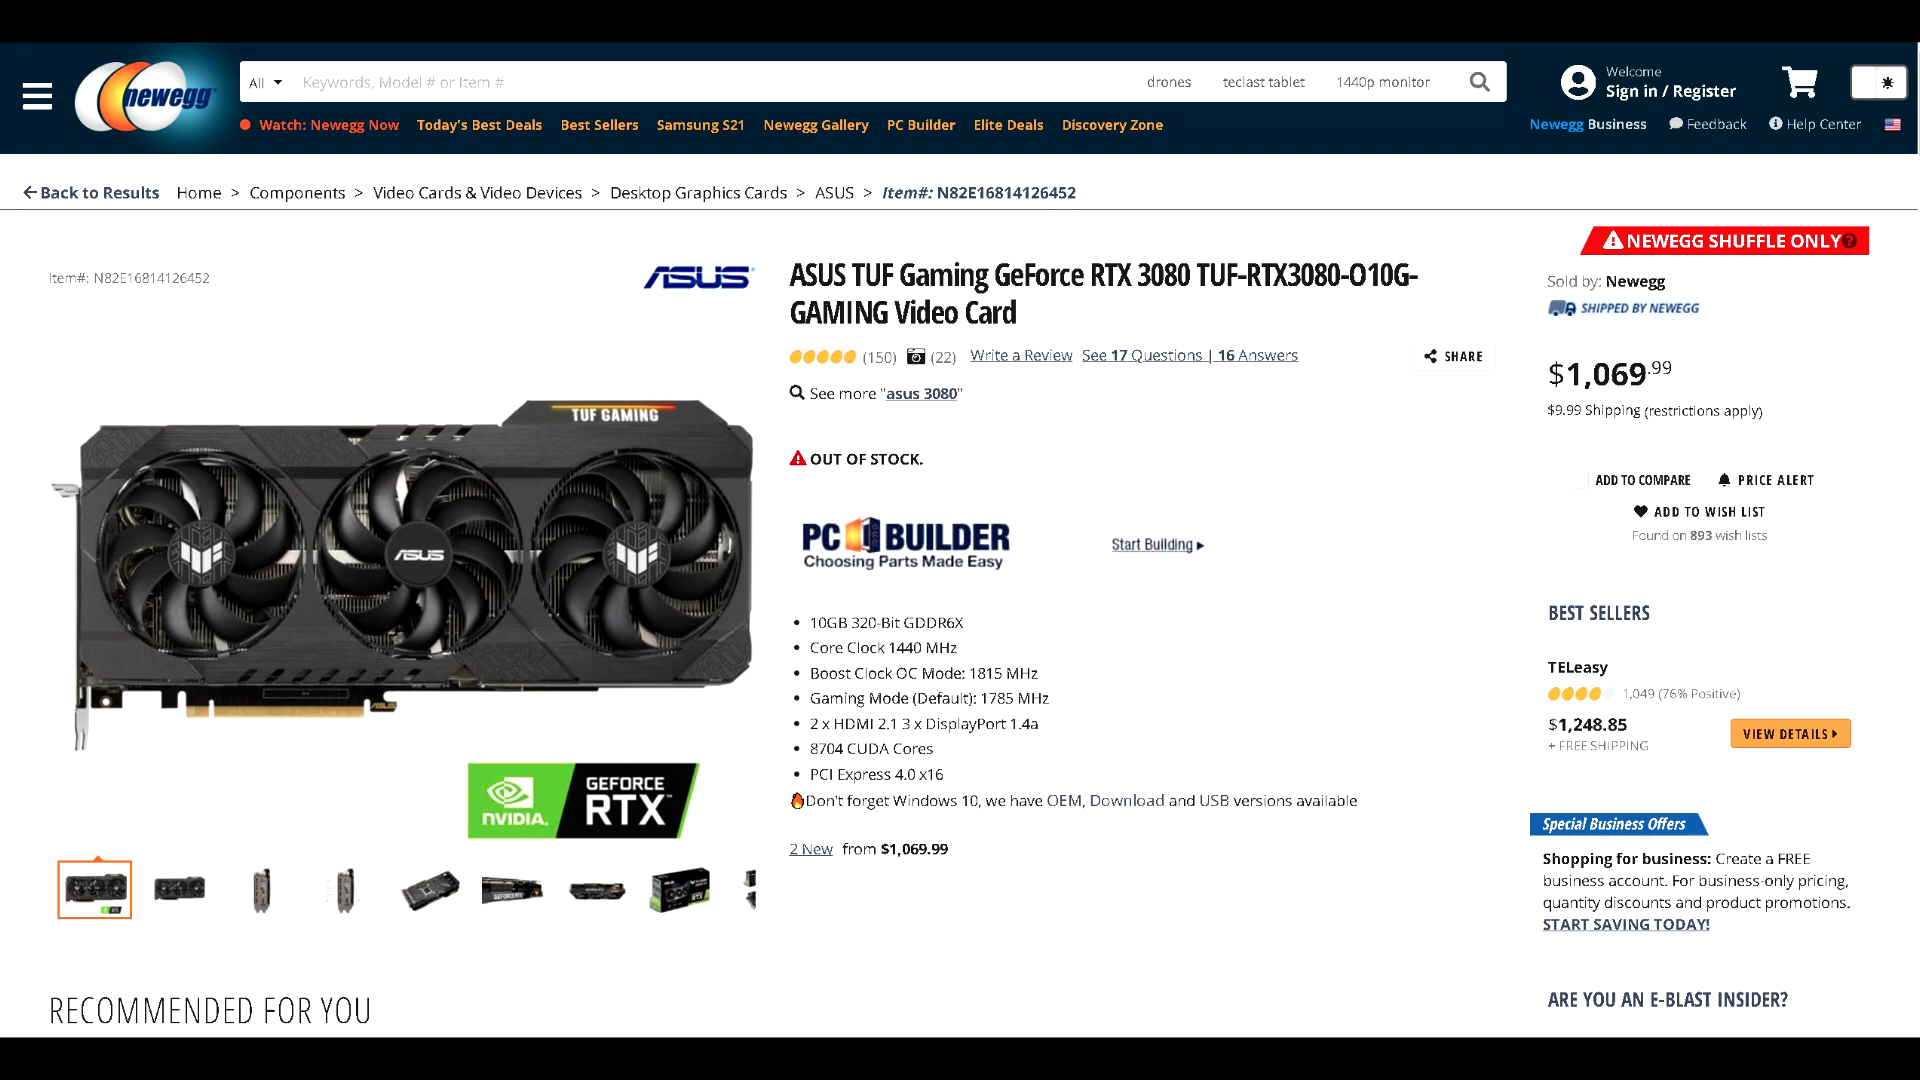 newegg
All
Keywords, Model # or Item #
drones
teclast tablet
1440p monitor
Welcome
Sign in / Register
Watch: Newegg Now
Today's Best Deals
Best Sellers
Samsung S21
Newegg Gallery
PC Builder
Elite Deals
Discovery Zone
Newegg Business
Feedback
Help Center
Back to Results
Home > Components > Video Cards & Video Devices > Desktop Graphics Cards > ASUS > Item#: N82E16814126452
NEWEGG SHUFFLE ONLY
Item#: N82E16814126452
ASUS
ASUS TUF Gaming GeForce RTX 3080 TUF-RTX3080-O10G-
GAMING Video Card
(150) (22) Write a Review See 17 Questions | 16 Answers
SHARE
See more "asus 3080"
OUT OF STOCK.
PC BUILDER
Choosing Parts Made Easy
Start Building
10GB 320-Bit GDDR6X
Core Clock 1440 MHz
Boost Clock OC Mode: 1815 MHz
Gaming Mode (Default): 1785 MHz
2 x HDMI 2.1 3 x DisplayPort 1.4a
8704 CUDA Cores
PCI Express 4.0 x16
Don't forget Windows 10, we have OEM, Download and USB versions available
2 New from $1,069.99
TUF GAMING
ASUS
ASUS
NVIDIA.
GEFORCE
RTX
Sold by: Newegg
SHIPPED BY NEWEGG
$1,069.99
$9.99 Shipping (restrictions apply)
ADD TO COMPARE
PRICE ALERT
ADD TO WISH LIST
Found on 893 wish lists
BEST SELLERS
TELeasy
1,049 (76% Positive)
$1,248.85
+ FREE SHIPPING
VIEW DETAILS
Special Business Offers
Shopping for business: Create a FREE
business account. For business-only pricing,
quantity discounts and product promotions.
START SAVING TODAY!
ARE YOU AN E-BLAST INSIDER?
RECOMMENDED FOR YOU